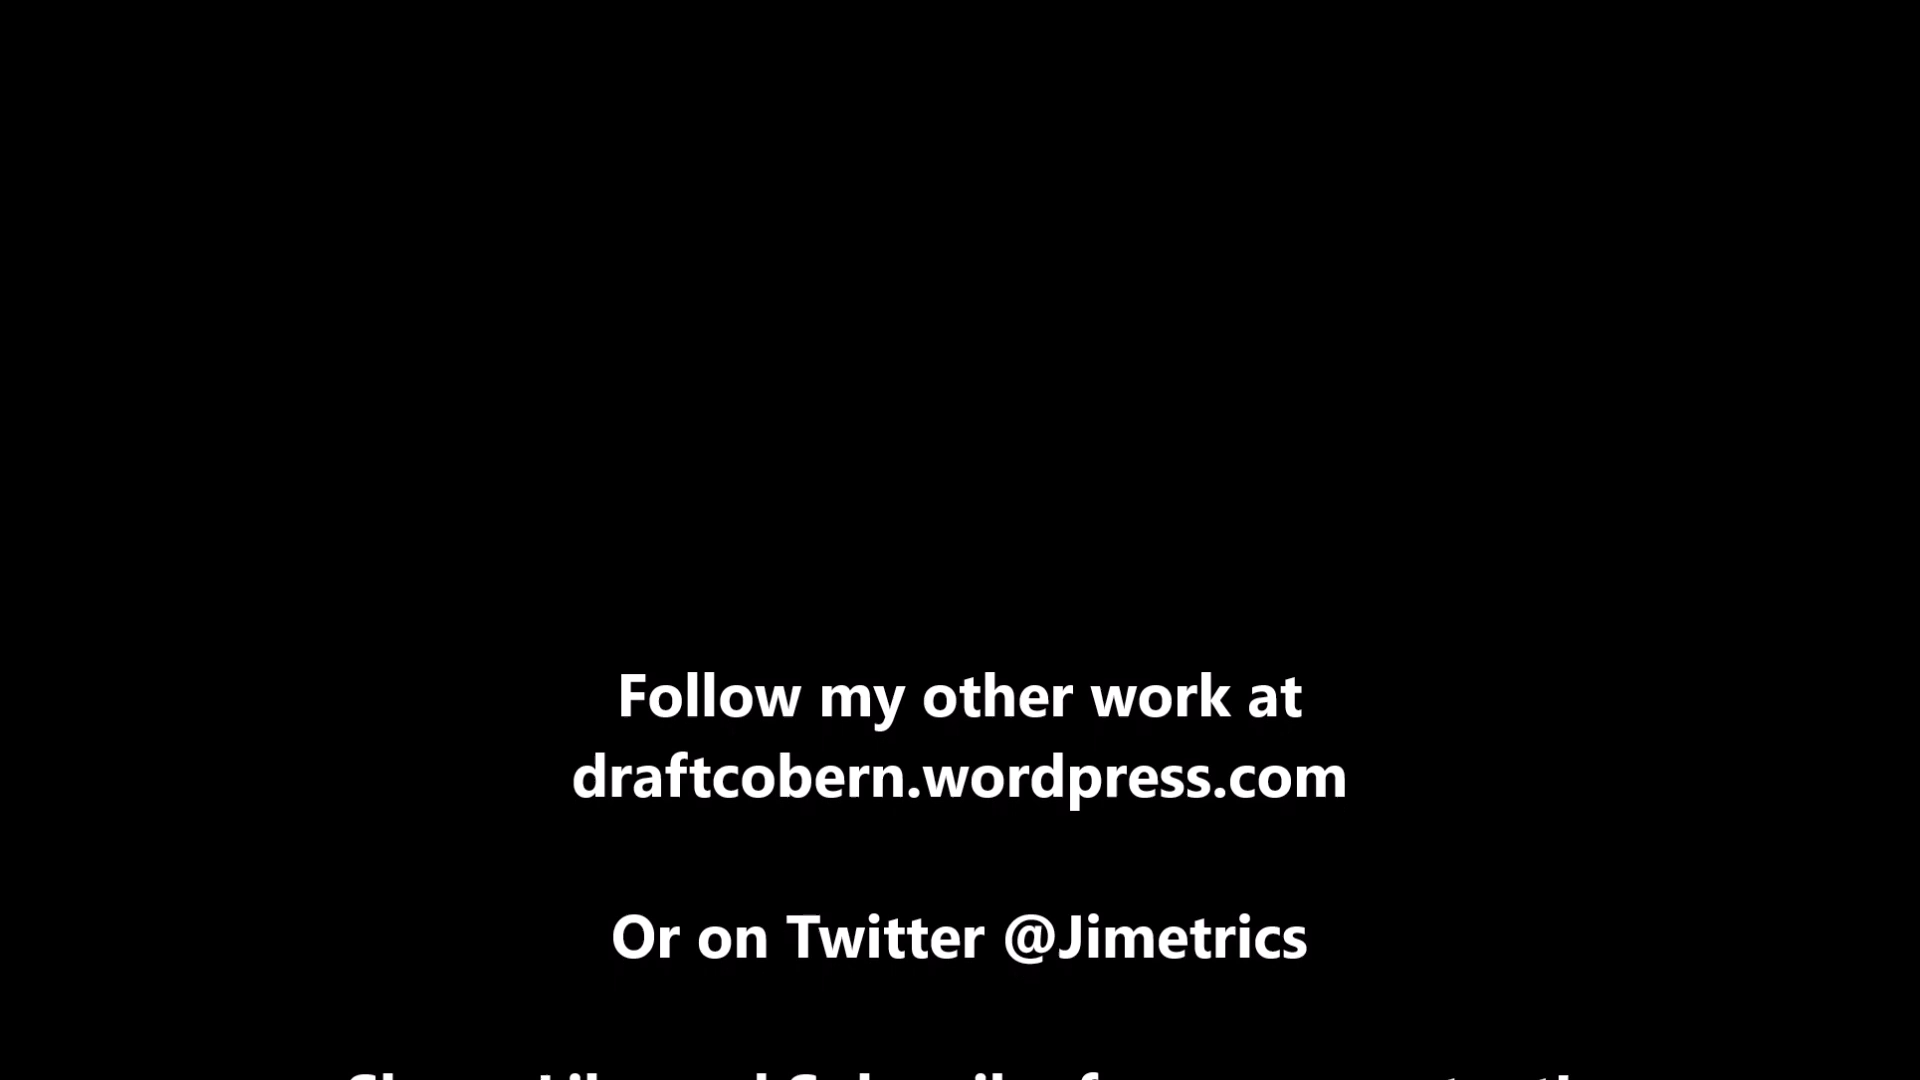 Follow my other work at
draftcobern.wordpress.com
Or on Twitter @Jimetrics